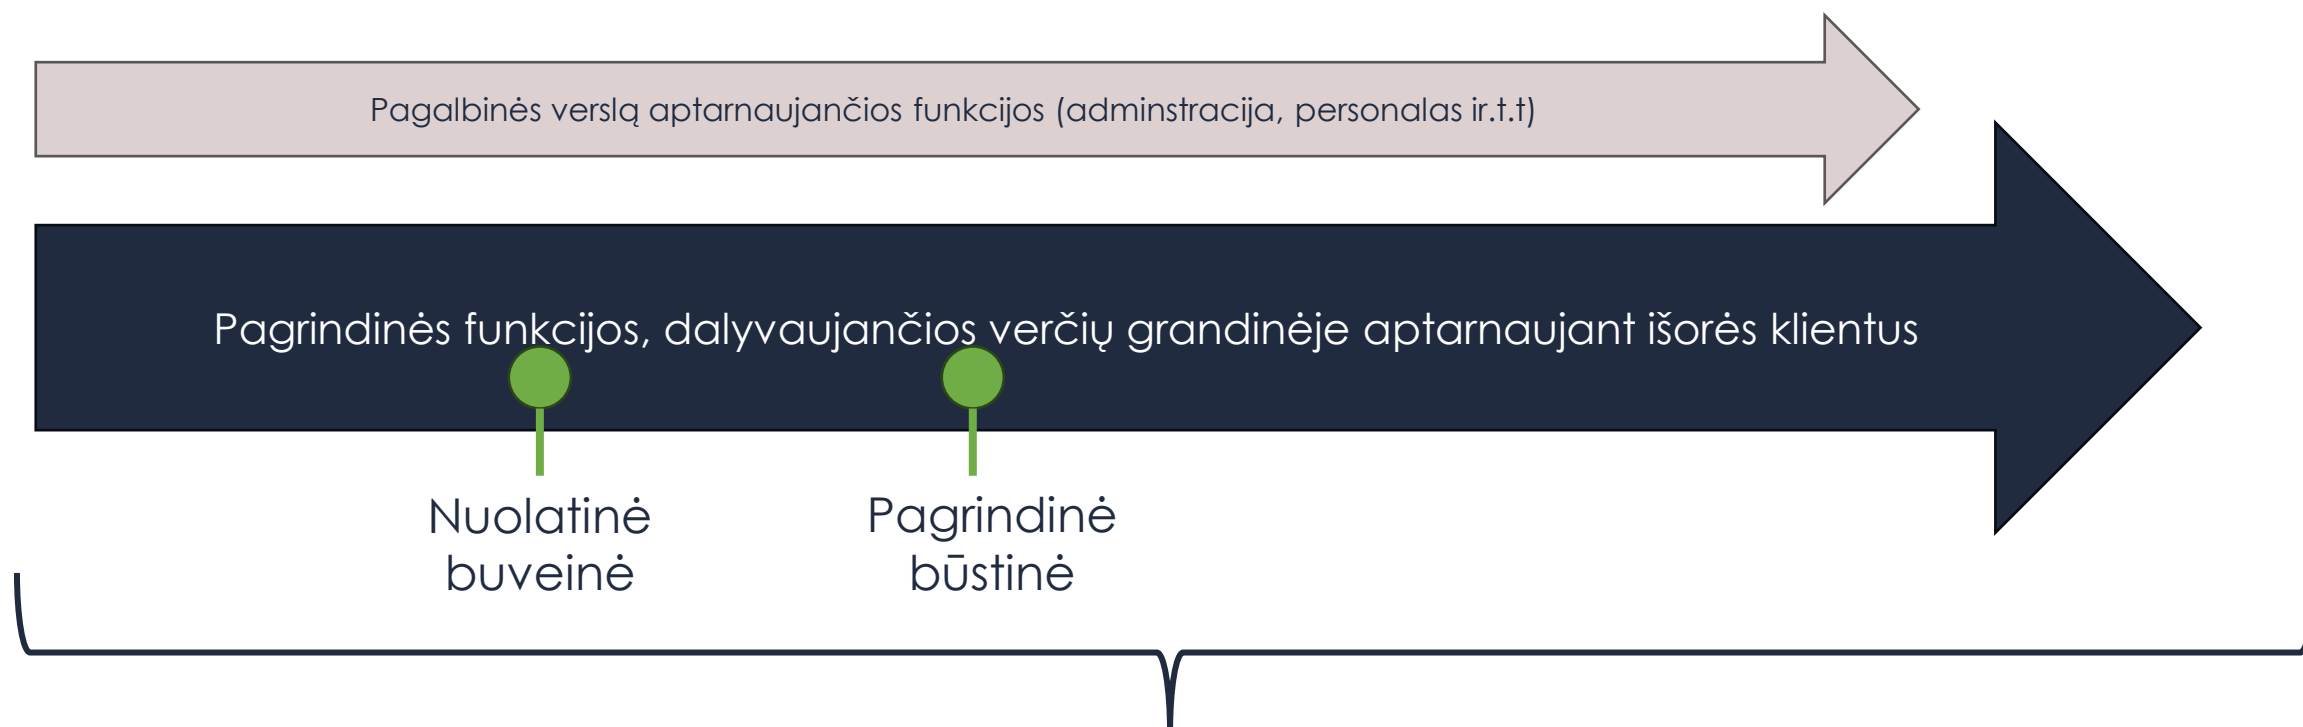 Pagalbinės verslą aptarnaujančios funkcijos (adminstracija, personalas ir.t.t)
Pagrindinės funkcijos, dalyvaujančios verčių grandinėje aptarnaujant išorės klientus
Nuolatinė
buveinė
Pagrindinė
būstinė